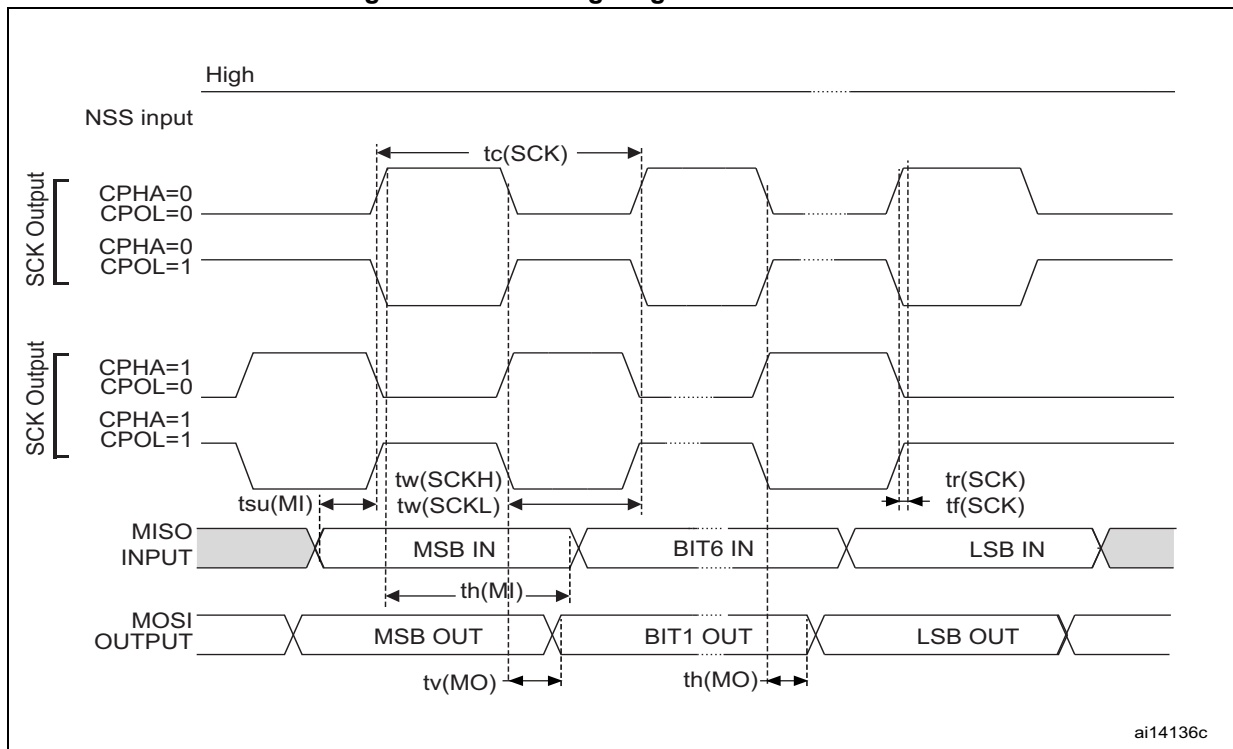 High
NSS input
tc(SCK)
SCK Output
CPHA=0
CPOL=0
CPHA=0
CPOL=1
SCK Output
CPHA=1
CPOL=0
CPHA=1
CPOL=1
tw(SCKH)
tw(SCKL)
tr(SCK)
tf(SCK)
tsu(MI)
MISO
INPUT
MSB IN
BIT6 IN
LSB IN
th(MI)
MOSI
OUTPUT
MSB OUT
BIT1 OUT
LSB OUT
tv(MO)
th(MO)
ai14136c